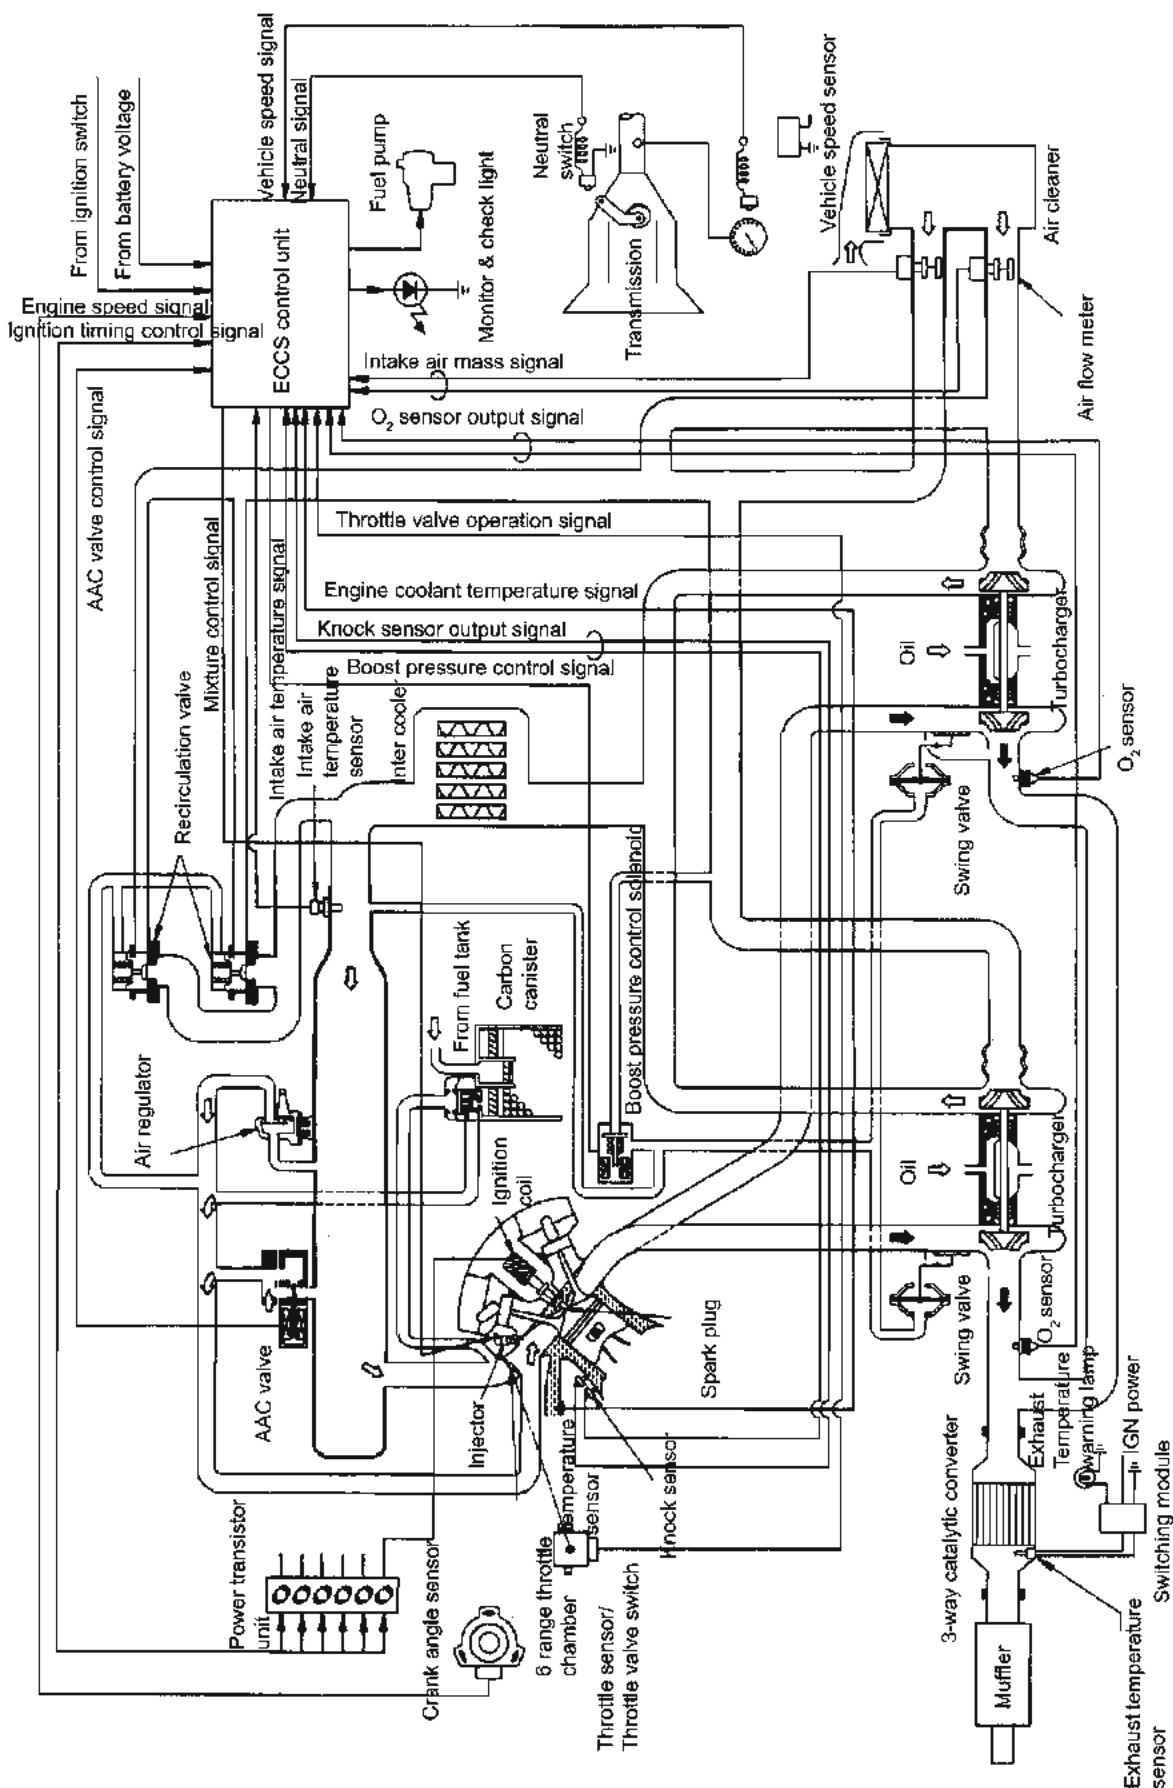 From ignition switch
From battery voltage
Vehicle speed signal
Neutral signal
Engine speed signal
Ignition timing control signal
ECCS control unit
Fuel pump
Monitor & check light
Neutral
switch
Transmission
Vehicle speed sensor
Air cleaner
Air flow meter
Intake air mass signal
O₂ sensor output signal
AAC valve control signal
Mixture control signal
Intake air temperature signal
Throttle valve operation signal
Engine coolant temperature signal
Knock sensor output signal
Boost pressure control signal
Recirulation valve
Intake air
temperature
sensor
Inter coole
Oil
Turbocharger
O₂ sensor
Swing valve
Air regulator
From fuel tank
Carbon
canister
Boost pressure control solenoid
Ignition
coil
Oil
Turbocharger
AAC valve
Injector
Spark plug
Swing valve
O₂ sensor
Power transistor
unit
Crank angle sensor
6 range throttle
chamber
Throttle sensor/
Throttle valve switch
temperature
sensor
Knock sensor
3-way catalytic converter
Exhaust
Temperature
warning lamp
IGN power
Switching module
Muffler
Exhaust temperature
sensor